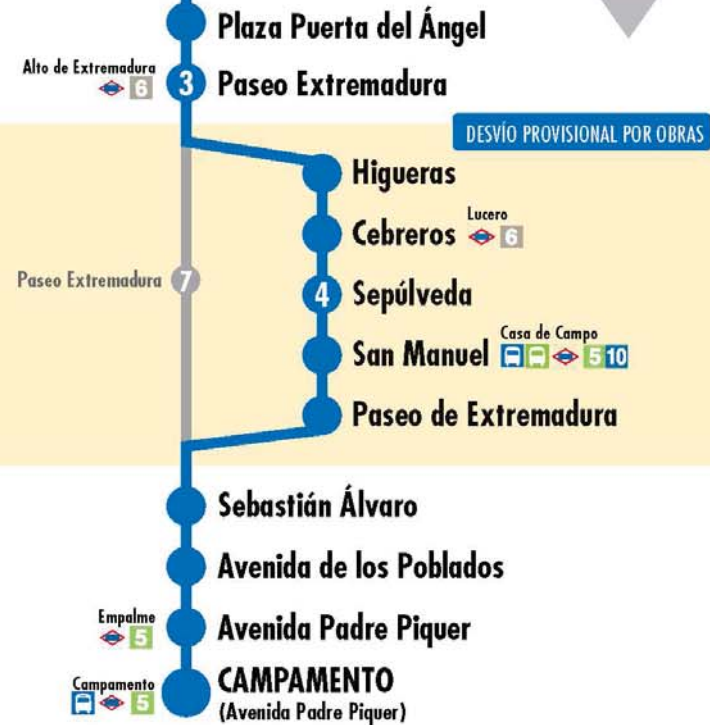 Plaza Puerta del Ángel
Alto de Extremadura
6
3 Paseo Extremadura
DESVÍO PROVISIONAL POR OBRAS
Higueras
Cebreros
Lucero
6
Paseo Extremadura 7
4 Sepúlveda
San Manuel
Casa de Campo
5 10
Paseo de Extremadura
Sebastián Álvaro
Avenida de los Poblados
Empalme
5
Avenida Padre Piquer
Campamento
5
CAMPAMENTO
(Avenida Padre Piquer)